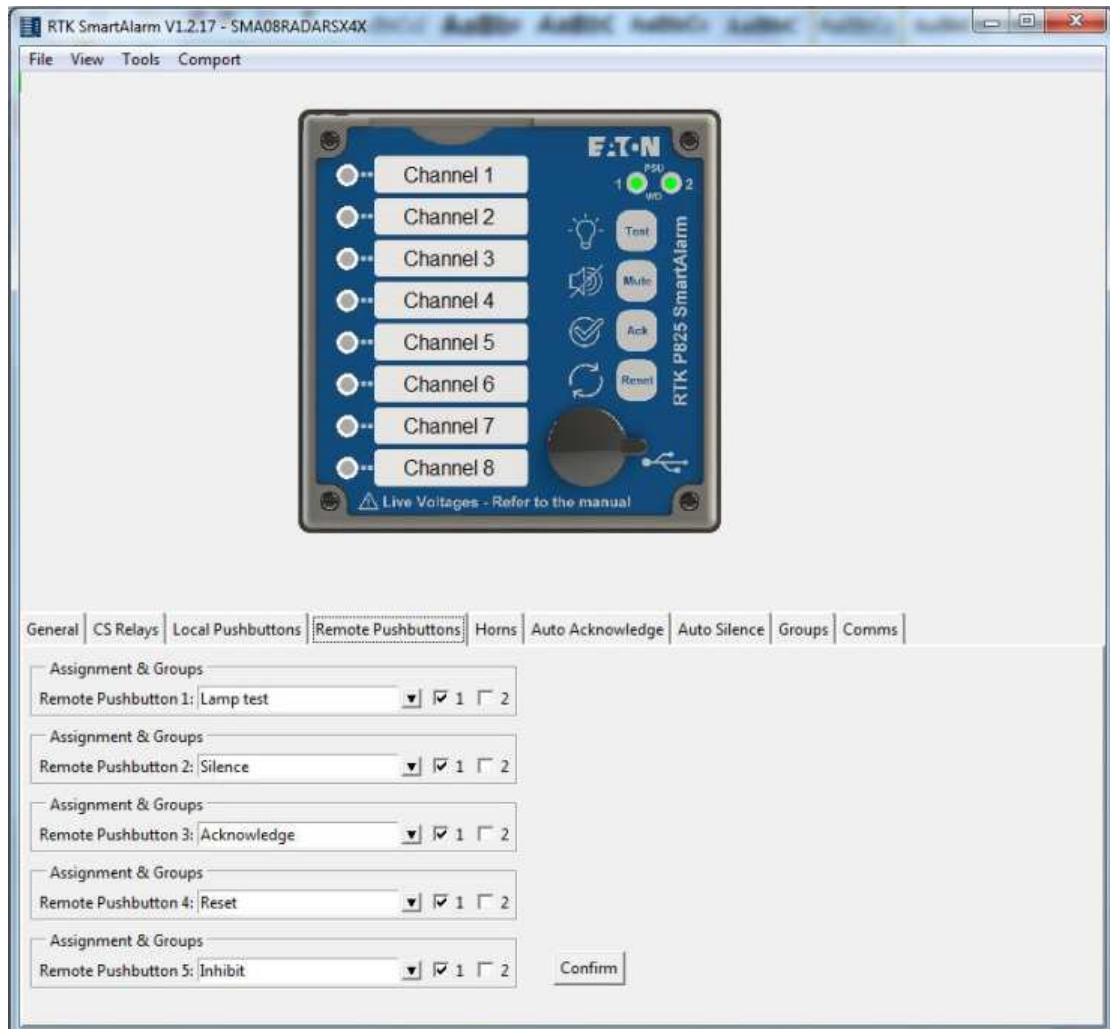 RTK SmartAlarm V1.2.17 - SMA08RADARSX4X
File View Tools Comport
EATON
PSU
1 2
WD
Channel 1
Channel 2
Channel 3
Channel 4
Channel 5
Channel 6
Channel 7
Channel 8
Test
Mute
Ack
Reset
RTK P825 SmartAlarm
Live Voltages - Refer to the manual
General CS Relays Local Pushbuttons Remote Pushbuttons Horns Auto Acknowledge Auto Silence Groups Comms
Assignment & Groups
Remote Pushbutton 1: Lamp test 1 2
Assignment & Groups
Remote Pushbutton 2: Silence 1 2
Assignment & Groups
Remote Pushbutton 3: Acknowledge 1 2
Assignment & Groups
Remote Pushbutton 4: Reset 1 2
Assignment & Groups
Remote Pushbutton 5: Inhibit 1 2 Confirm